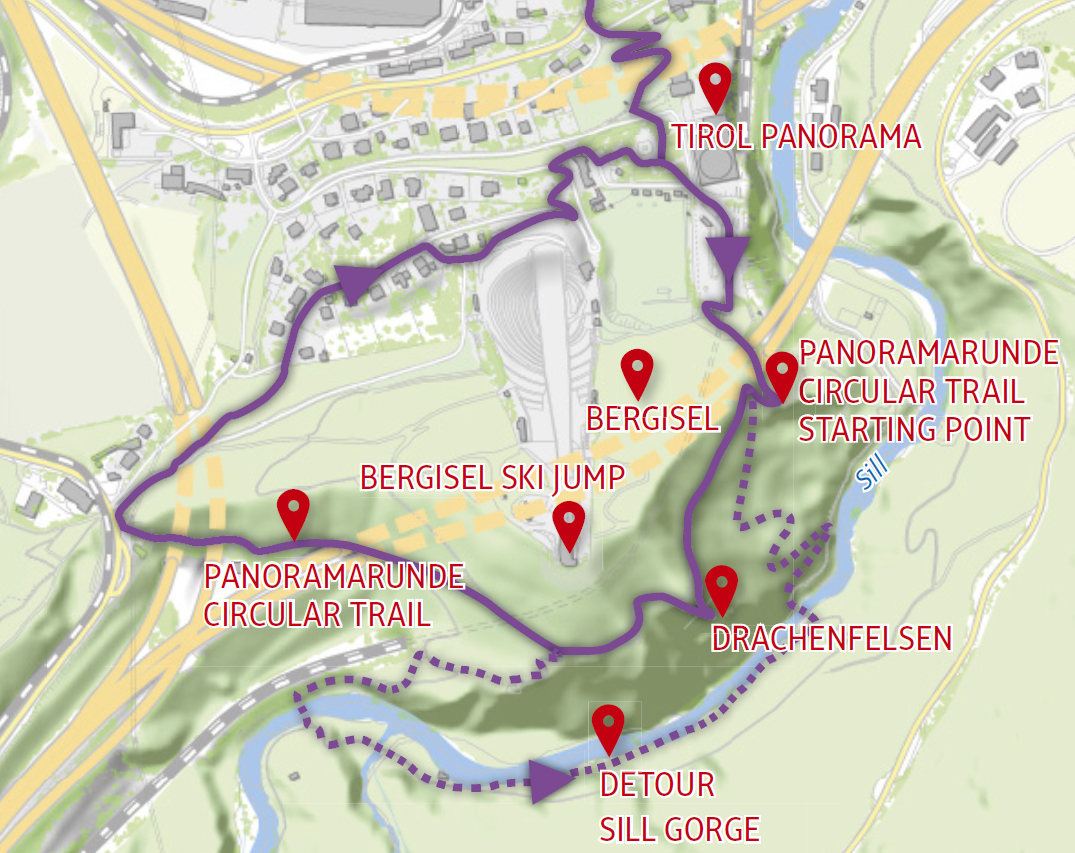 TIROL PANORAMA
PANORAMARUNDE
CIRCULAR TRAIL
STARTING POINT
BERGISEL
Sill
BERGISEL SKI JUMP
PANORAMARUNDE
CIRCULAR TRAIL
DRACHENFELSEN
DETOUR
SILL GORGE